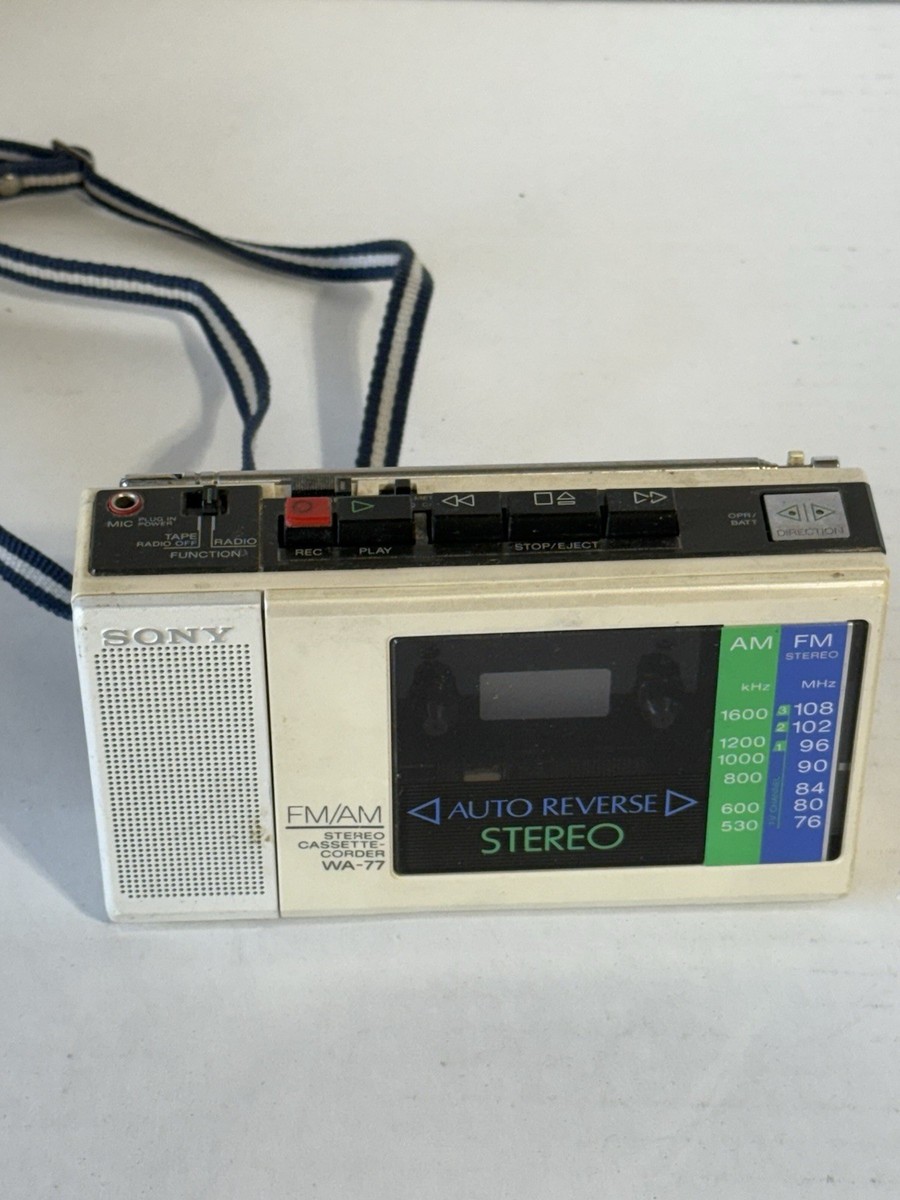 MIC PLUG IN POWER
TAPE RADIO OFF
RADIO
FUNCTION
REC
PLAY
STOP/EJECT
OPR/BATT
DIRECTION
SONY
FM/AM
STEREO
CASSETTE-
CORDER
WA-77
AUTO REVERSE
STEREO
AM FM
STEREO
kHz MHz
1600 3 108
2 102
1200 1 96
1000
90
800
84
600 80
530 76
TV CHANNEL